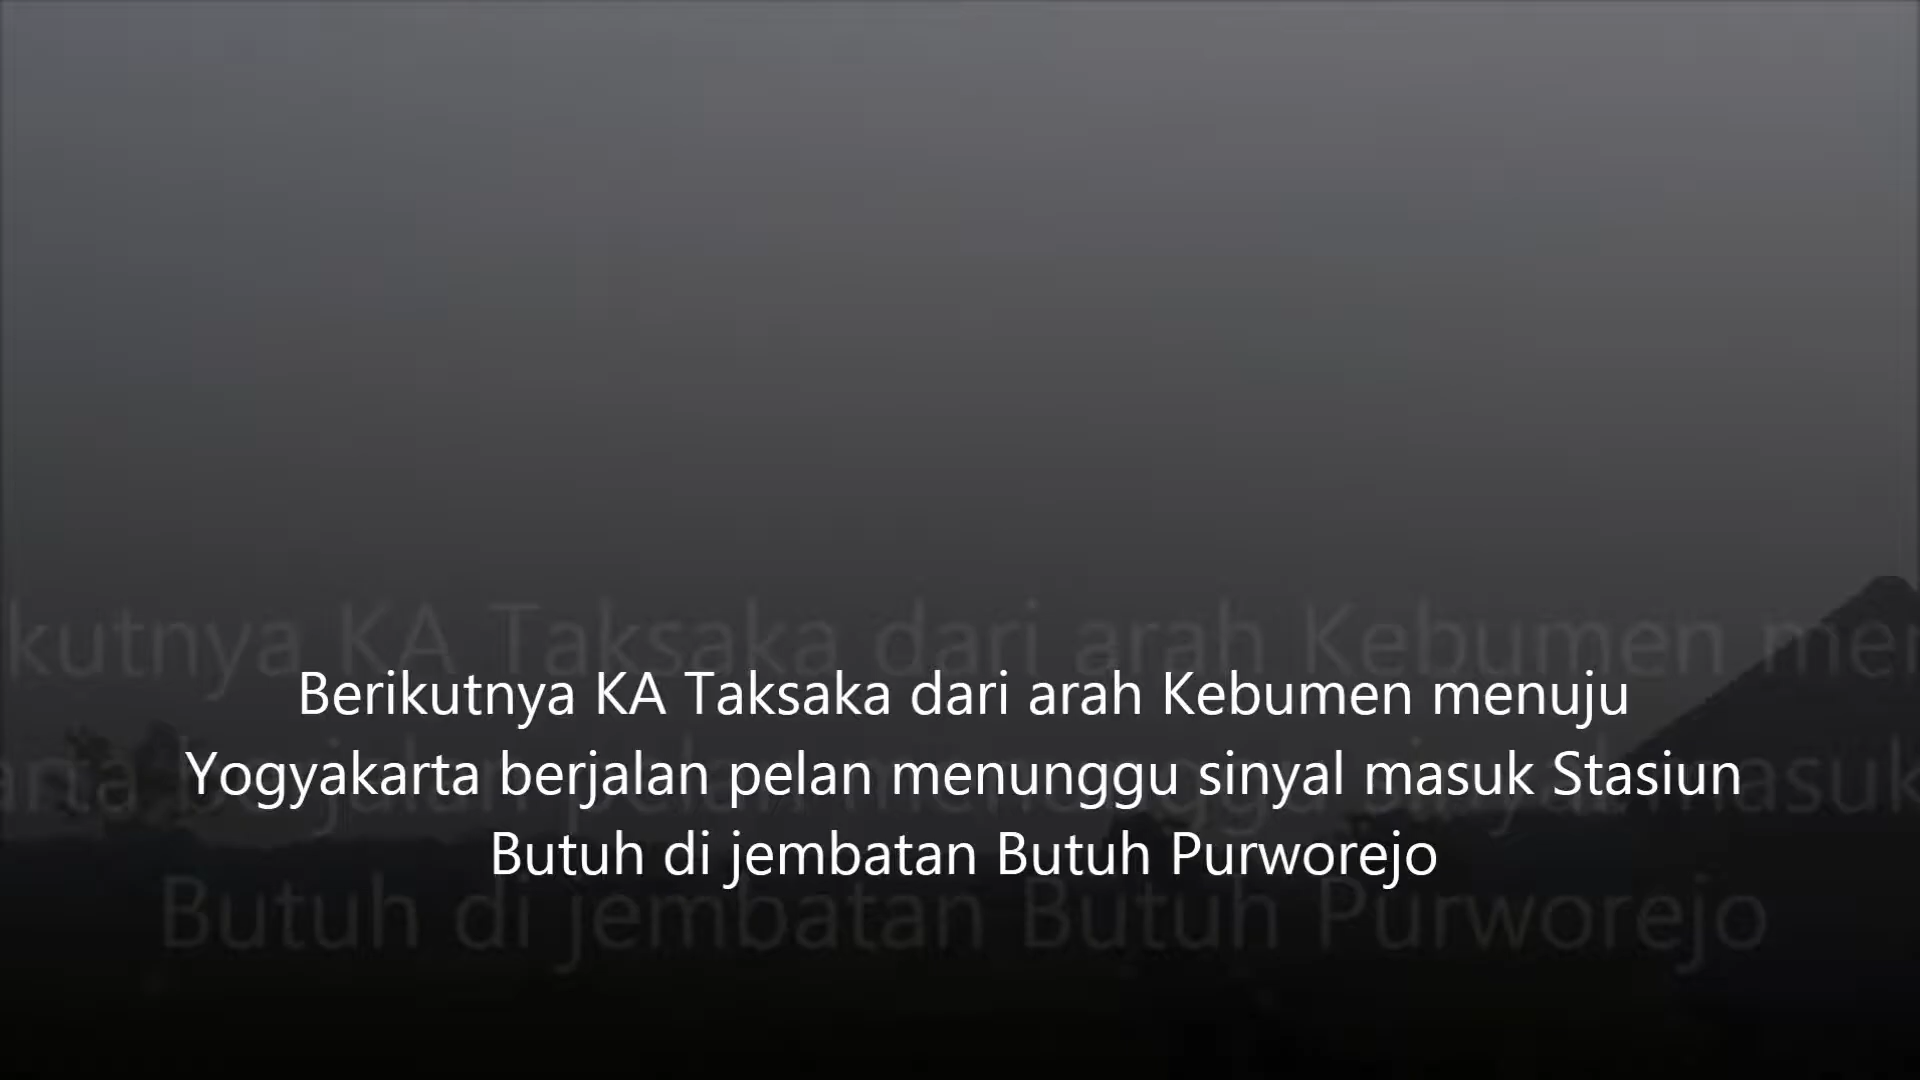 Berikutnya KA Taksaka dari arah Kebumen menuju
Yogyakarta berjalan pelan menunggu sinyal masuk Stasiun
Butuh di jembatan Butuh Purworejo